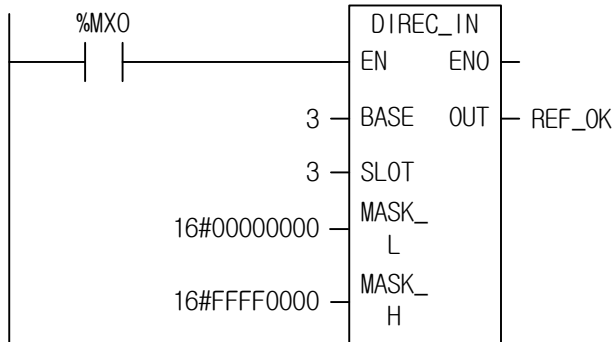 %MX0
DIREC_IN
EN ENO
3 BASE OUT REF_OK
3 SLOT
16#00000000 MASK_
L
16#FFFF0000 MASK_
H